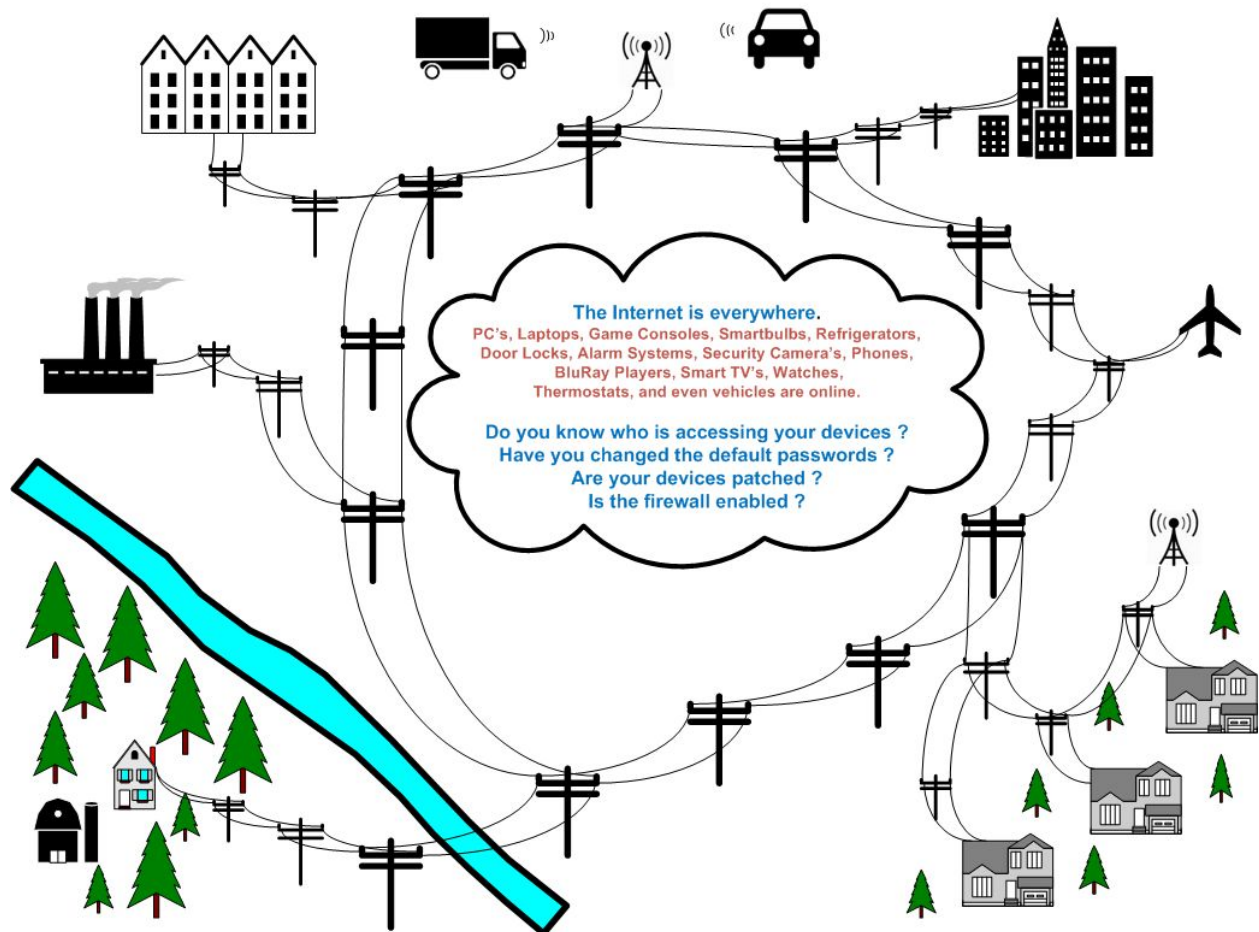 The Internet is everywhere.
PC's, Laptops, Game Consoles, Smartbulbs, Refrigerators,
Door Locks, Alarm Systems, Security Camera's, Phones,
BluRay Players, Smart TV's, Watches,
Thermostats, and even vehicles are online.
Do you know who is accessing your devices ?
Have you changed the default passwords ?
Are your devices patched ?
Is the firewall enabled ?